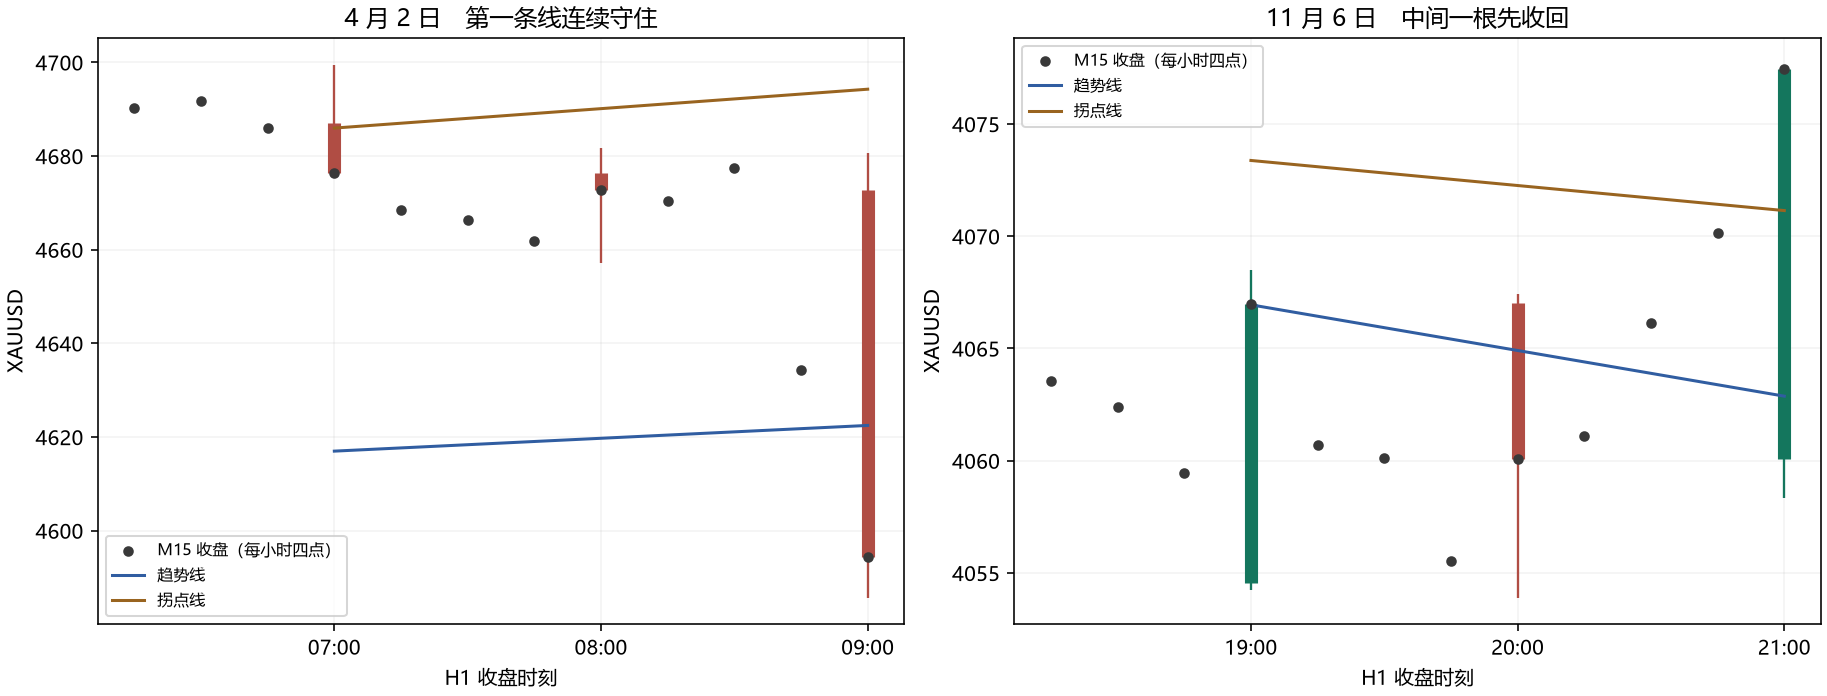 4 月 2 日　第一条线连续守住
4700
4680
4660
4640
4620
4600
XAUUSD
M15 收盘（每小时四点）
趋势线
拐点线
07:00
08:00
09:00
H1 收盘时刻
11 月 6 日　中间一根先收回
M15 收盘（每小时四点）
趋势线
拐点线
4075
4070
4065
4060
4055
XAUUSD
19:00
20:00
21:00
H1 收盘时刻